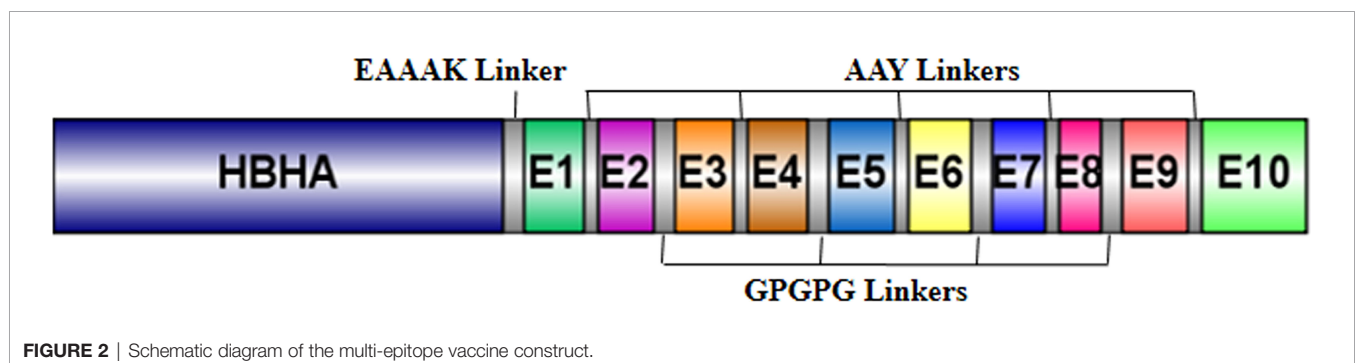 EAAAK Linker AAY Linkers
HBHA E1 E2 E3 E4 E5 E6 E7 E8 E9 E10
GPGPG Linkers
FIGURE 2 | Schematic diagram of the multi-epitope vaccine construct.